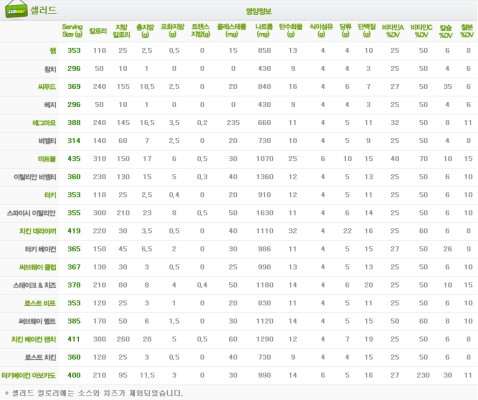 SUBWAY 샐러드 영양정보
Serving Size (g) 칼로리 지방 칼로리 총지방 (g) 포화지방 (g) 트랜스 지방(g) 콜레스테롤 (mg) 나트륨 (mg) 탄수화물 (g) 식이섬유 (g) 당류 (g) 단백질 (g) 비타민A %DV 비타민C %DV 칼슘 %DV 철분 %DV
햄 353 110 25 2,5 0,5 0 15 850 13 4 4 10 25 50 6 8
참치 296 50 10 1 0 0 0 430 9 4 4 3 25 50 4 6
씨푸드 369 240 155 18,5 2,5 0 20 840 16 4 6 7 27 50 35 6
베지 296 50 10 1 0 0 0 430 9 4 4 3 25 50 4 6
에그마요 380 240 145 16,5 3,5 0,2 235 660 11 4 5 11 32 50 8 11
비엘티 314 140 60 7 2,5 0 20 730 10 4 5 9 25 50 4 8
미트볼 435 310 150 17 6 0,5 30 1070 25 6 10 15 40 70 10 15
이탈리안 비엠티 360 230 130 15 5 0,3 40 1360 12 4 5 13 25 50 6 10
터키 353 110 25 2,5 0,4 0 20 910 12 4 5 11 25 50 6 10
스파이시 이탈리안 355 300 210 23 8 0,5 50 1630 11 4 6 14 25 50 6 10
치킨 데리야끼 419 220 30 3,5 0,5 0 40 1110 32 4 22 16 25 60 6 8
터키 베이컨 365 150 45 6,5 2 0 30 986 11 4 5 15 27 50 26 9
써브웨이 클럽 367 130 30 3 0,5 0 25 990 13 4 5 13 25 50 6 10
스테이크 & 치즈 378 210 80 8 4 0,4 50 1180 14 4 6 20 25 50 10 15
로스트 비프 353 120 25 3 1 0 20 830 11 4 5 11 25 50 6 10
써브웨이 멜트 385 170 50 6 1,5 0 30 1120 14 4 5 15 50 60 8 10
치킨 베이컨 랜치 411 380 260 28 5 0,5 60 1290 12 4 7 19 25 50 6 8
로스트 치킨 360 120 25 3 0,5 0 40 730 9 4 4 15 25 50 6 8
터키베이컨 아보카도 400 210 95 11,5 3 0 30 990 14 6 5 16 27 230 30 11
* 샐러드 칼로리에는 소스와 치즈가 제외되었습니다.